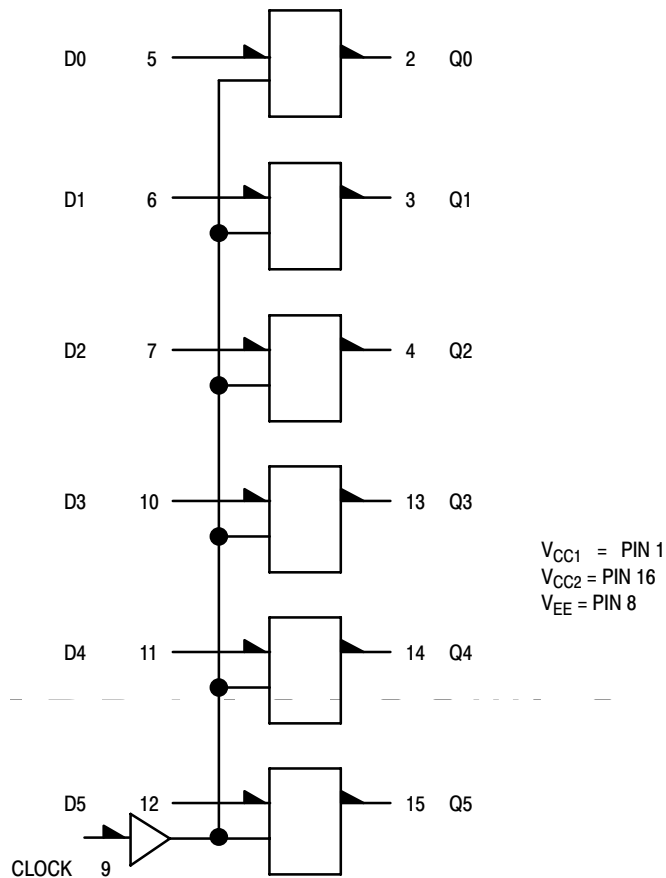 D0 5 2 Q0
D1 6 3 Q1
D2 7 4 Q2
D3 10 13 Q3
V_CC1 = PIN 1
V_CC2 = PIN 16
V_EE = PIN 8
D4 11 14 Q4
D5 12 15 Q5
CLOCK 9